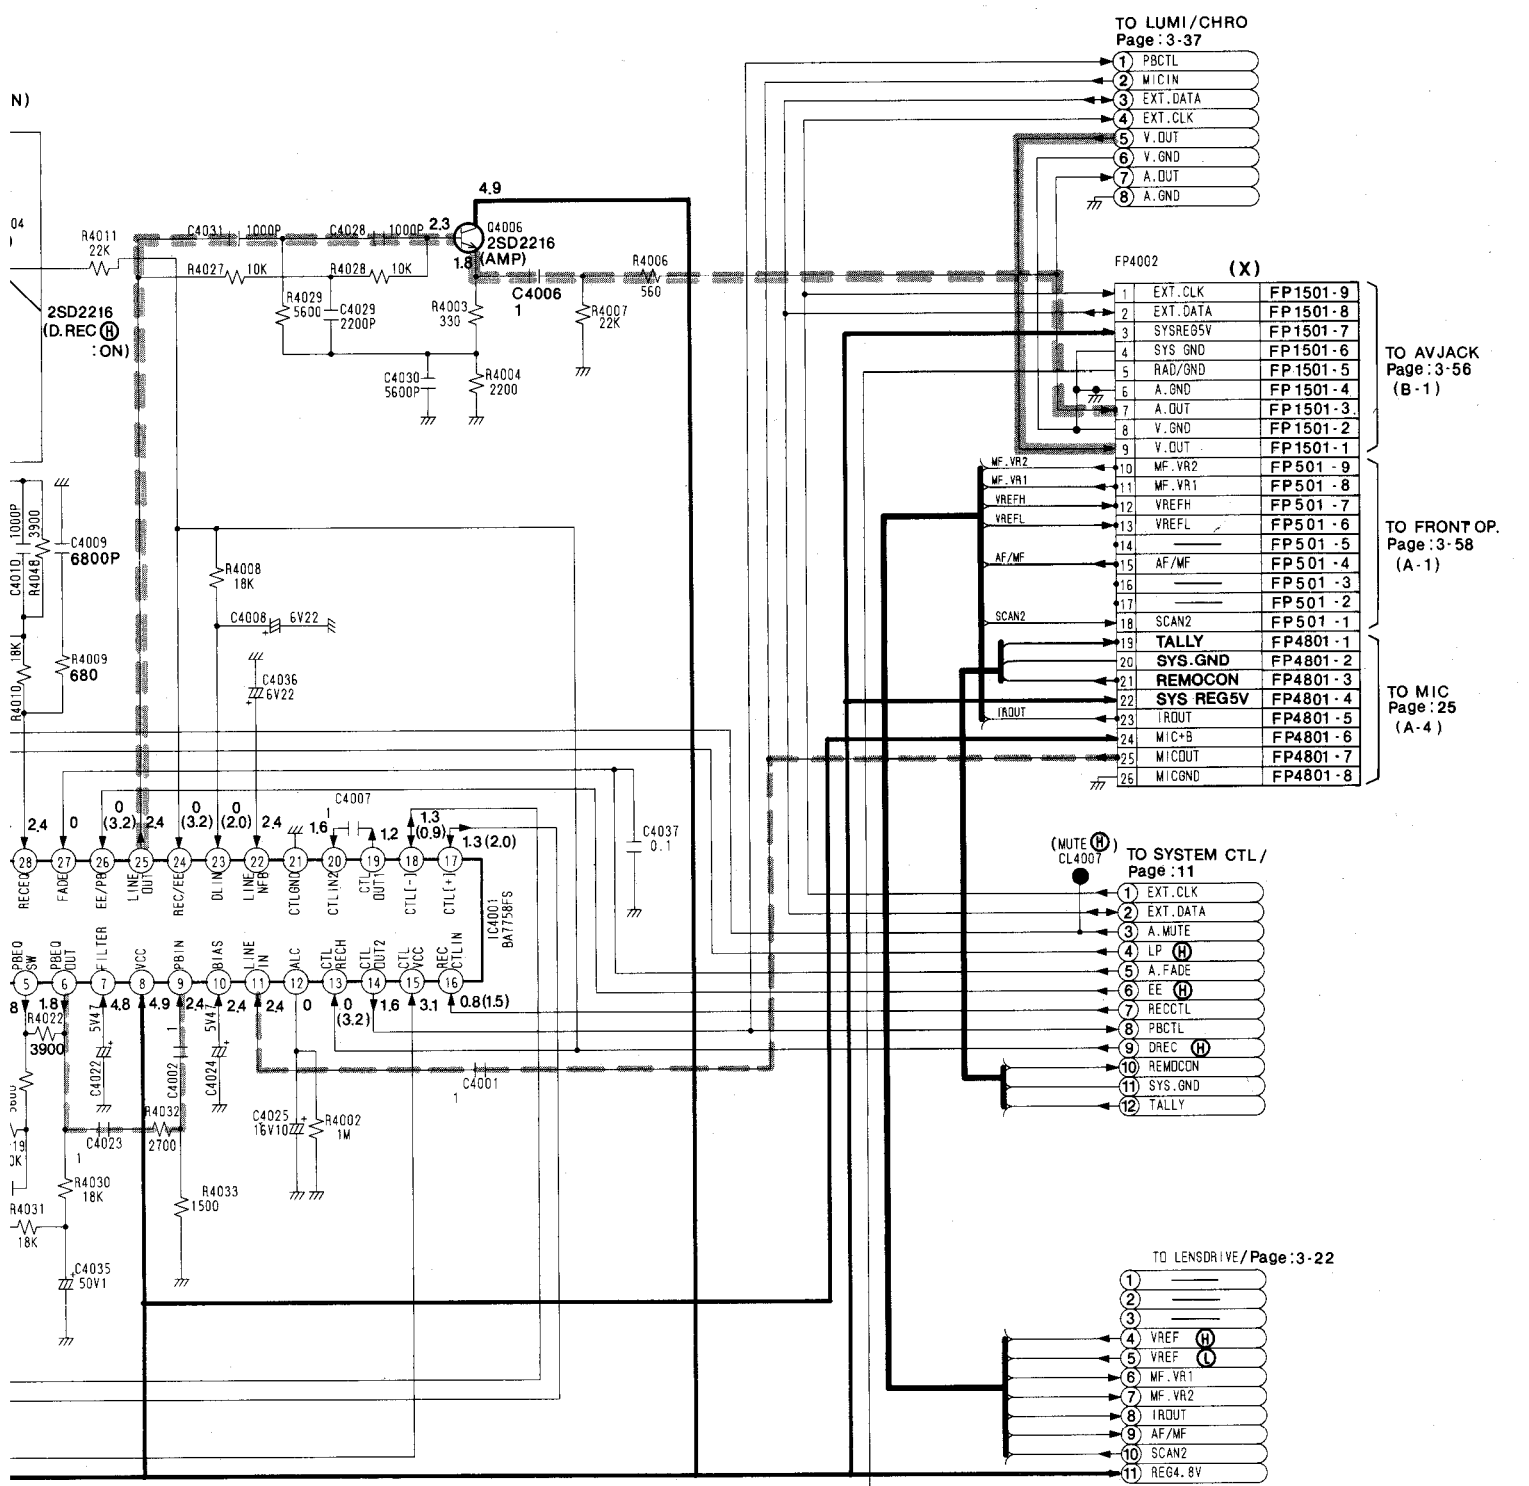 TO LUMI/CHRO
Page:3-37
1 PBCTL
2 MICIN
3 EXT.DATA
4 EXT.CLK
5 V.OUT
6 V.GND
7 A.OUT
8 A.GND
N)
04
R4011
22K
2SD2216
(D.REC H
:ON)
C4031 1000P
C4028 1000P
2.3
4.9
Q4006
2SD2216
(AMP)
1.8
R4027 10K
R4028 10K
R4029
5600
C4029
2200P
R4003
330
C4006
1
R4006
560
R4007
22K
C4030
5600P
R4004
2200
FP4002
(X)
1 EXT.CLK FP1501-9
2 EXT.DATA FP1501-8
3 SYSREG5V FP1501-7
4 SYS GND FP1501-6
5 RAD/GND FP1501-5
6 A.GND FP1501-4
7 A.OUT FP1501-3
8 V.GND FP1501-2
9 V.OUT FP1501-1
10 MF.VR2 FP501-9
11 MF.VR1 FP501-8
12 VREFH FP501-7
13 VREFL FP501-6
14 FP501-5
15 AF/MF FP501-4
16 FP501-3
17 FP501-2
18 SCAN2 FP501-1
19 TALLY FP4801-1
20 SYS.GND FP4801-2
21 REMOCON FP4801-3
22 SYS REG5V FP4801-4
23 IROUT FP4801-5
24 MIC+B FP4801-6
25 MICOUT FP4801-7
26 MICGND FP4801-8
TO AVJACK
Page:3-56
(B-1)
TO FRONT OP.
Page:3-58
(A-1)
TO MIC
Page:25
(A-4)
MF.VR2
MF.VR1
VREFH
VREFL
AF/MF
SCAN2
IROUT
C4010 1000P
R4048 3900
C4009
6800P
R4010 18K
R4009
680
R4008
18K
C4008 + 6V22
C4036
+ 6V22
C4007
1
C4037
0.1
2.4
0
0
(3.2)
2.4
0
(3.2)
0
(2.0)
2.4
1.6
1.2
1.3
(0.9)
1.3(2.0)
28 RECEQ
27 FADE
26 EE/PB
25 LINE OUT
24 REC/EE
23 DLIN
22 LINE NFB
21 CTLGND
20 CTLIN2
19 CTL OUT1
18 CTL[-]
17 CTL[+]
IC4001
BA7758FS
5 PBEQ SW
6 PBEQ OUT
7 FILTER
8 VCC
9 PBIN
10 BIAS
11 LINE IN
12 ALC
13 CTL RECH
14 CTL OUT2
15 CTL VCC
16 REC CTLIN
8
1.8
4.8
4.9
2.4
2.4
2.4
0
0
(3.2)
1.6
3.1
0.8(1.5)
R4022
3900
C4022 + 5V47
C4002 1
C4024 + 5V47
C4001
1
C4023
1
R4032
2700
C4025
16V10 +
R4002
1M
R4030
18K
R4033
1500
R4031
18K
C4035
+ 50V1
(MUTE H)
CL4007
TO SYSTEM CTL/
Page:11
1 EXT.CLK
2 EXT.DATA
3 A.MUTE
4 LP H
5 A.FADE
6 EE H
7 RECCTL
8 PBCTL
9 DREC H
10 REMOCON
11 SYS.GND
12 TALLY
TO LENSDRIVE/Page:3-22
1
2
3
4 VREF H
5 VREF L
6 MF.VR1
7 MF.VR2
8 IROUT
9 AF/MF
10 SCAN2
11 REG4.8V